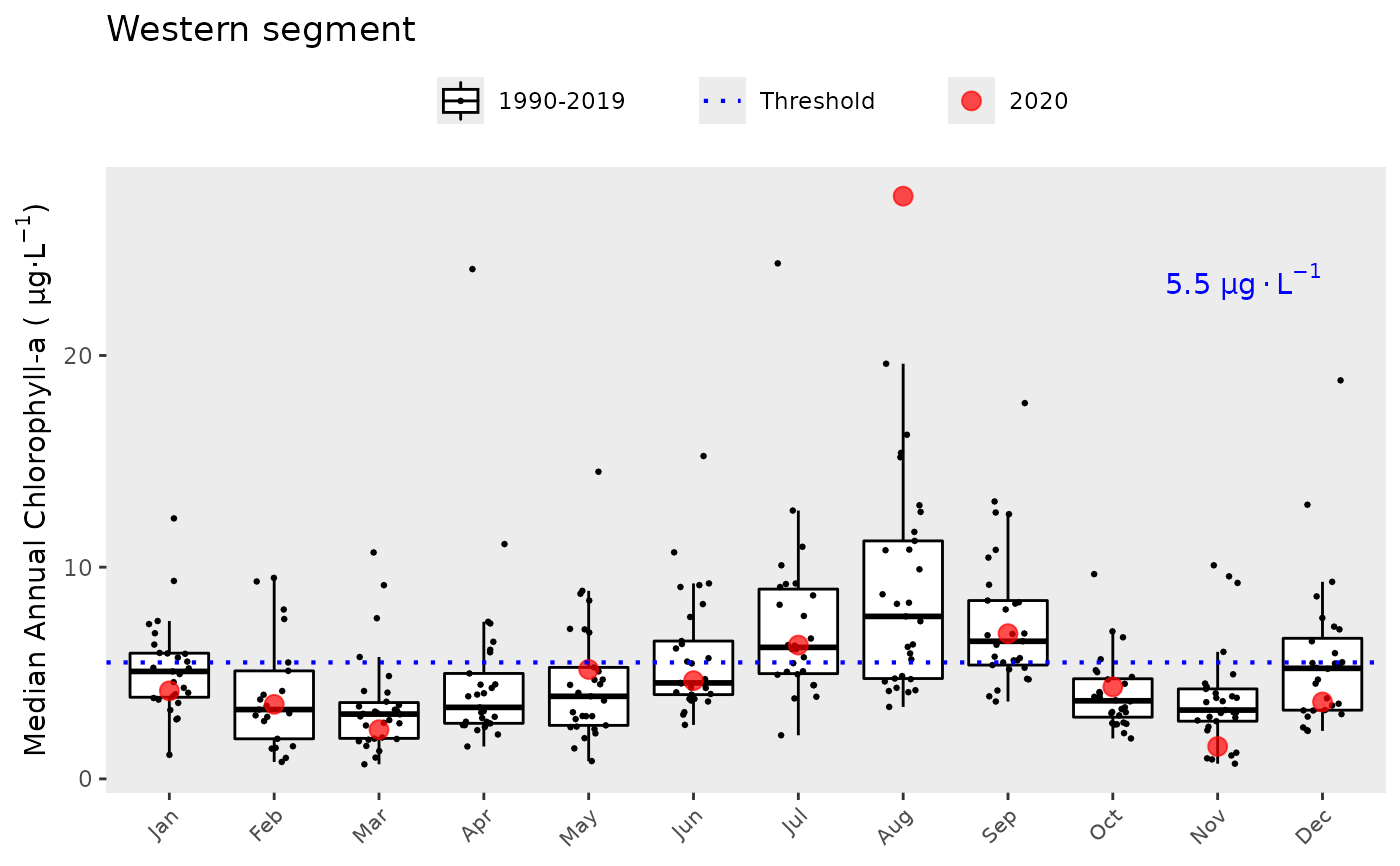 Western segment
1990-2019 Threshold 2020
Median Annual Chlorophyll-a ( µg·L⁻¹)
5.5 µg · L⁻¹
20
10
0
Jan Feb Mar Apr May Jun Jul Aug Sep Oct Nov Dec